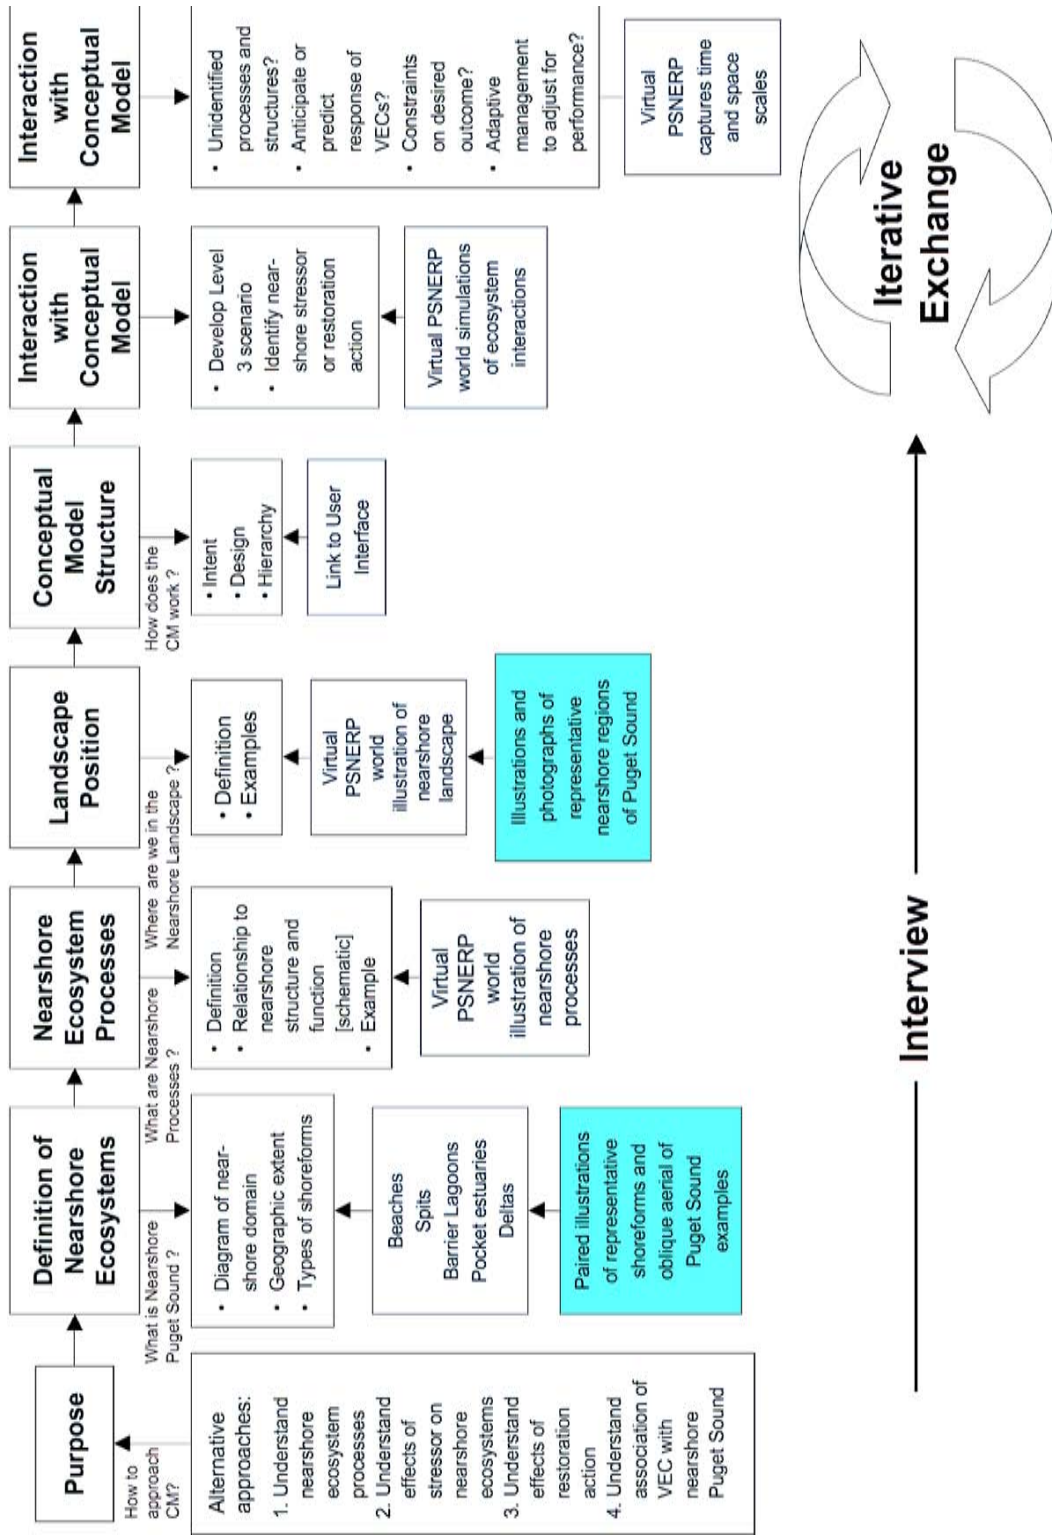 Purpose
How to
approach
CM?
Alternative
approaches:
1. Understand
nearshore
ecosystem
processes
2. Understand
effects of
stressor on
nearshore
ecosystems
3. Understand
effects of
restoration
action
4. Understand
association of
VEC with
nearshore
Puget Sound
Definition of
Nearshore
Ecosystems
What is Nearshore
Puget Sound ?
• Diagram of near-
shore domain
• Geographic extent
• Types of shoreforms
Beaches
Spits
Barrier Lagoons
Pocket estuaries
Deltas
Paired illustrations
of representative
shoreforms and
oblique aerial of
Puget Sound
examples
Nearshore
Ecosystem
Processes
What are Nearshore
Processes ?
• Definition
• Relationship to
nearshore
structure and
function
[schematic]
• Example
Virtual
PSNERP
world
illustration of
nearshore
processes
Landscape
Position
Where are we in the
Nearshore Landscape ?
• Definition
• Examples
Virtual
PSNERP
world
illustration of
nearshore
landscape
Illustrations and
photographs of
representative
nearshore regions
of Puget Sound
Conceptual
Model
Structure
How does the
CM work ?
• Intent
• Design
• Hierarchy
Link to User
Interface
Interaction
with
Conceptual
Model
• Develop Level
3 scenario
• Identify near-
shore stressor
or restoration
action
Virtual PSNERP
world simulations
of ecosystem
interactions
Interaction
with
Conceptual
Model
• Unidentified
processes and
structures?
• Anticipate or
predict
response of
VECs?
• Constraints
on desired
outcome?
• Adaptive
management
to adjust for
performance?
Virtual
PSNERP
captures time
and space
scales
Interview
Iterative
Exchange